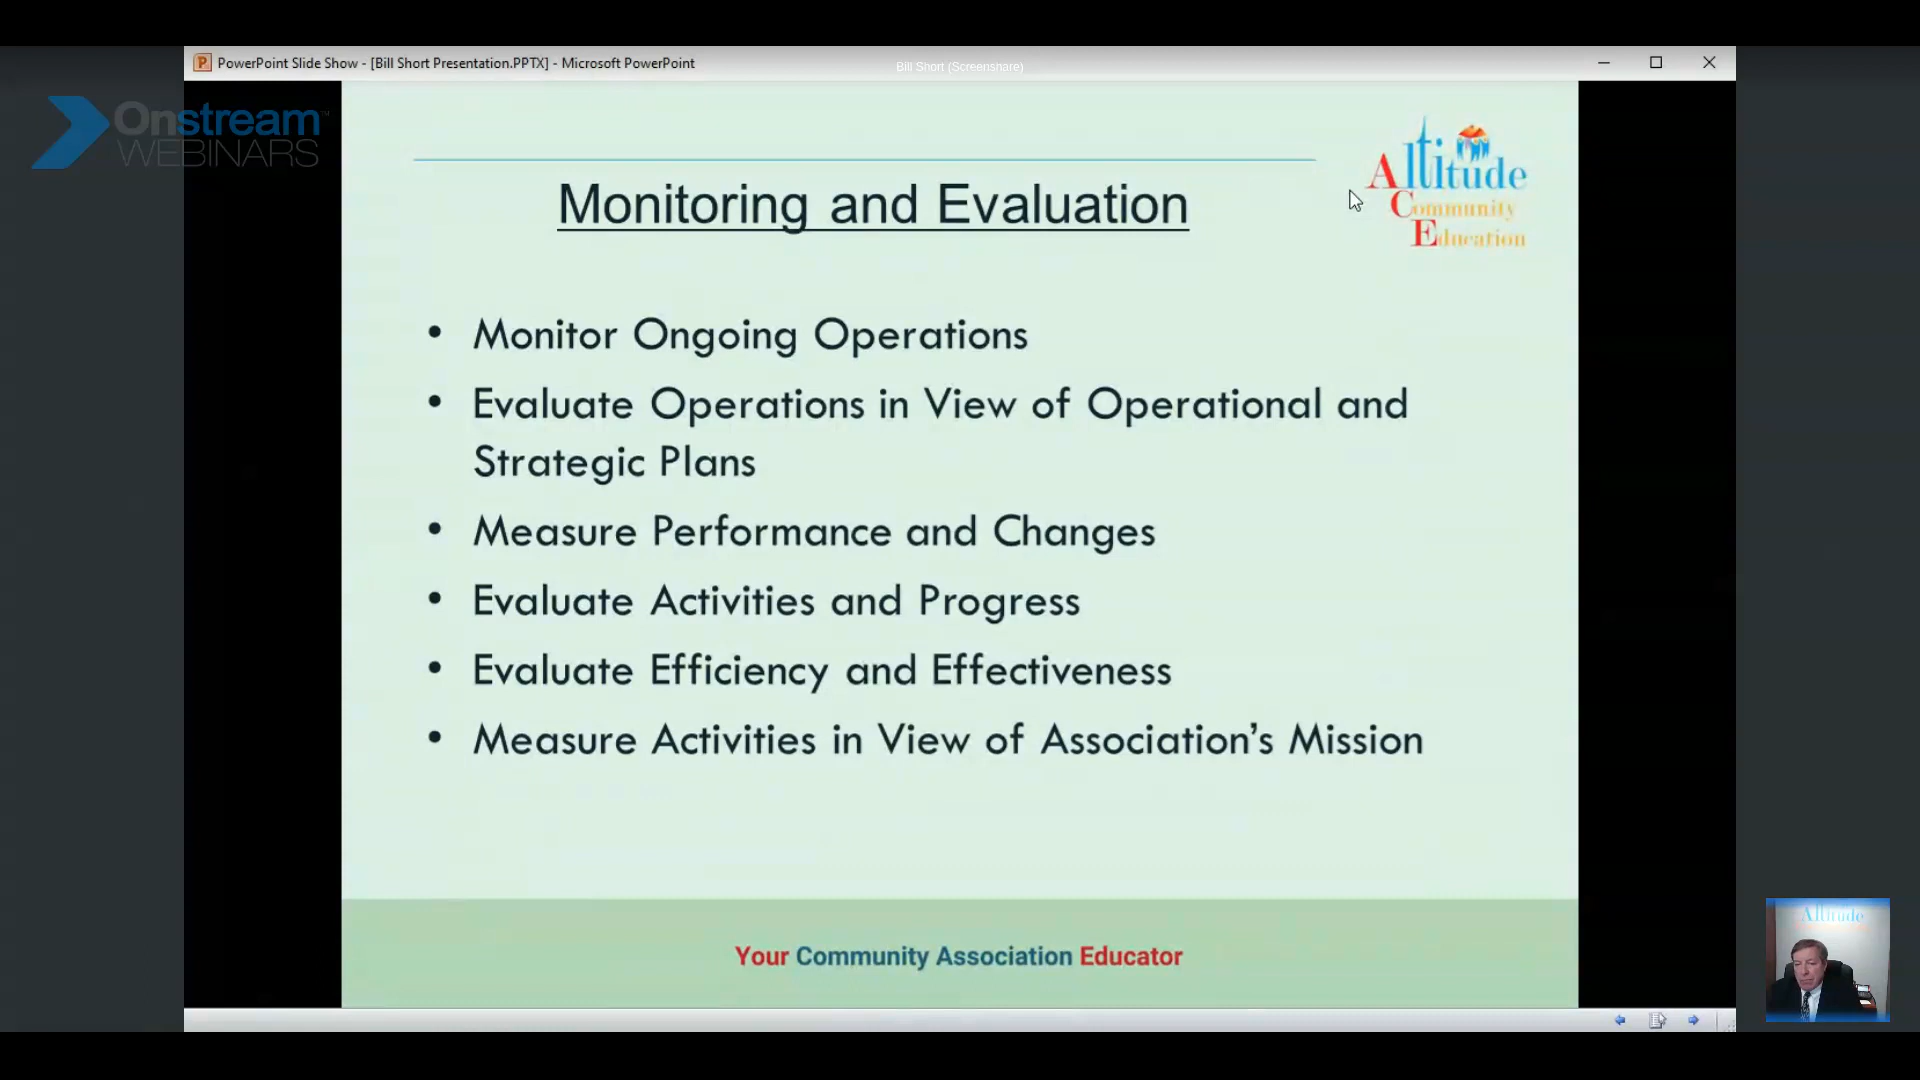 PowerPoint Slide Show - [Bill Short Presentation.PPTX] - Microsoft PowerPoint
Bill Short (Screenshare)
Onstream™
WEBINARS
Altitude
Community
Education
Monitoring and Evaluation
• Monitor Ongoing Operations
• Evaluate Operations in View of Operational and
Strategic Plans
• Measure Performance and Changes
• Evaluate Activities and Progress
• Evaluate Efficiency and Effectiveness
• Measure Activities in View of Association’s Mission
Your Community Association Educator
Altitude